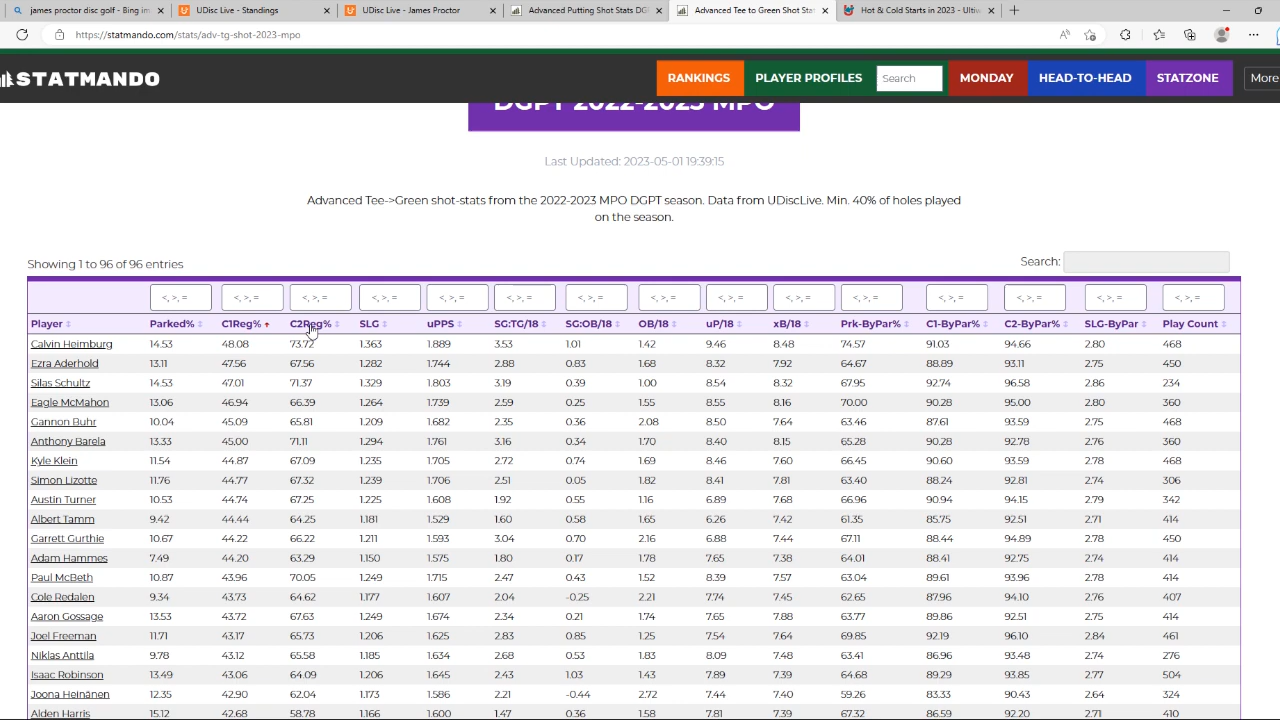 james proctor disc golf - Bing im
UDisc Live - Standings
UDisc Live - James Proctor
Advanced Putting Shot Stats DG
Advanced Tee to Green Shot Stat
Hot & Cold Starts in 2023 - Ultiw
https://statmando.com/stats/adv-tg-shot-2023-mpo
STATMANDO
RANKINGS PLAYER PROFILES Search MONDAY HEAD-TO-HEAD STATZONE More
DGPT 2022-2023 MPO
Last Updated: 2023-05-01 19:39:15
Advanced Tee->Green shot-stats from the 2022-2023 MPO DGPT season. Data from UDiscLive. Min. 40% of holes played
on the season.
Showing 1 to 96 of 96 entries Search:
<, >, = <, >, = <, >, = <, >, = <, >, = <, >, = <, >, = <, >, = <, >, = <, >, = <, >, = <, >, = <, >, = <, >, = <, >, =
Player Parked% C1Reg% C2Reg% SLG uPPS SG:TG/18 SG:OB/18 OB/18 uP/18 xB/18 Prk-ByPar% C1-ByPar% C2-ByPar% SLG-ByPar Play Count
Calvin Heimburg 14.53 48.08 73.72 1.363 1.889 3.53 1.01 1.42 9.46 8.48 74.57 91.03 94.66 2.80 468
Ezra Aderhold 13.11 47.56 67.56 1.282 1.744 2.88 0.83 1.68 8.54 7.92 64.67 88.89 93.11 2.75 450
Silas Schultz 14.53 47.01 71.37 1.329 1.803 3.19 0.39 1.00 8.54 8.32 67.95 92.74 96.58 2.86 234
Eagle McMahon 13.06 46.94 66.39 1.264 1.739 2.59 0.25 1.55 8.55 8.16 70.00 90.28 95.00 2.80 360
Gannon Buhr 10.04 45.09 65.81 1.209 1.682 2.35 0.36 2.08 8.50 7.64 63.46 87.61 93.59 2.75 468
Anthony Barela 13.33 45.00 71.11 1.294 1.761 3.16 0.34 1.70 8.40 8.15 65.28 90.28 92.78 2.76 360
Kyle Klein 11.54 44.87 67.09 1.235 1.705 2.72 0.74 1.69 8.46 7.60 66.45 90.60 93.59 2.78 468
Simon Lizotte 11.76 44.77 67.32 1.239 1.706 2.51 0.05 1.82 8.41 7.81 63.40 88.24 92.81 2.74 306
Austin Turner 10.53 44.74 67.25 1.225 1.608 1.92 0.55 1.16 6.89 7.68 66.96 90.94 94.15 2.79 342
Albert Tamm 9.42 44.44 64.25 1.181 1.529 1.60 0.58 1.65 6.26 7.42 61.35 85.75 92.51 2.71 414
Garrett Gurthie 10.67 44.22 66.22 1.211 1.593 3.04 0.70 2.16 6.88 7.44 67.11 88.44 94.89 2.78 450
Adam Hammes 7.49 44.20 63.29 1.150 1.575 1.80 0.17 1.78 7.65 7.38 64.01 88.41 92.75 2.74 414
Paul McBeth 10.87 43.96 70.05 1.249 1.715 2.47 0.43 1.52 8.39 7.57 63.04 89.61 93.96 2.78 414
Cole Redalen 9.34 43.73 64.62 1.177 1.607 2.04 -0.25 2.21 7.74 7.45 62.65 87.96 94.10 2.76 407
Aaron Gossage 13.53 43.72 67.63 1.249 1.674 2.34 0.21 1.74 7.65 7.88 63.77 89.86 92.51 2.75 414
Joel Freeman 11.71 43.17 65.73 1.206 1.625 2.83 0.85 1.25 7.54 7.64 69.85 92.19 96.10 2.84 461
Niklas Anttila 9.78 43.12 65.58 1.185 1.634 2.68 0.53 1.83 8.09 7.48 63.41 86.96 93.48 2.74 276
Isaac Robinson 13.49 43.06 64.09 1.206 1.645 2.43 1.03 1.43 7.89 7.39 64.68 89.29 93.85 2.77 504
Joona Heinänen 12.35 42.90 62.04 1.173 1.586 2.21 -0.44 2.72 7.44 7.40 59.26 83.33 90.43 2.64 324
Alden Harris 15.12 42.68 58.78 1.166 1.600 1.47 0.36 1.58 7.81 7.39 67.32 86.59 92.20 2.71 410